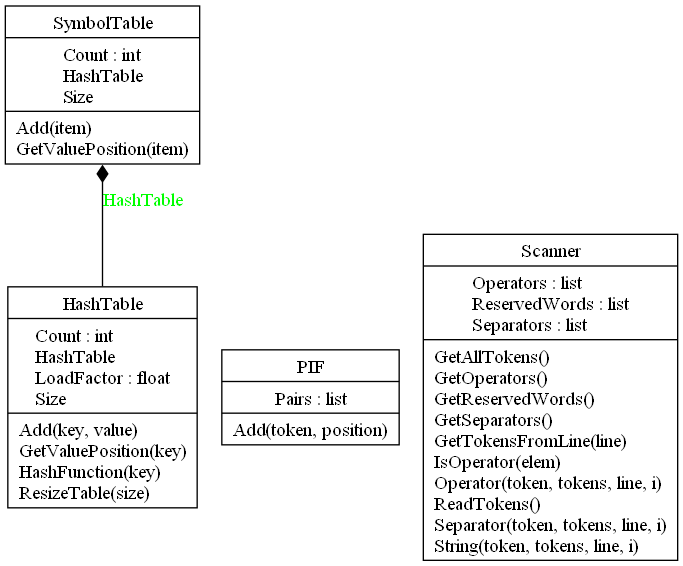 SymbolTable
Count : int
HashTable
Size
Add(item)
GetValuePosition(item)
HashTable
HashTable
Count : int
HashTable
LoadFactor : float
Size
Add(key, value)
GetValuePosition(key)
HashFunction(key)
ResizeTable(size)
PIF
Pairs : list
Add(token, position)
Scanner
Operators : list
ReservedWords : list
Separators : list
GetAllTokens()
GetOperators()
GetReservedWords()
GetSeparators()
GetTokensFromLine(line)
IsOperator(elem)
Operator(token, tokens, line, i)
ReadTokens()
Separator(token, tokens, line, i)
String(token, tokens, line, i)